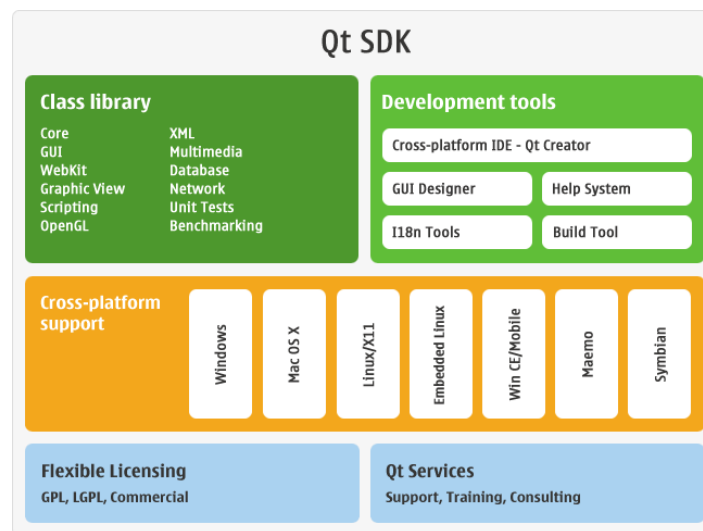 Qt SDK
Class library
Core
GUI
WebKit
Graphic View
Scripting
OpenGL
XML
Multimedia
Database
Network
Unit Tests
Benchmarking
Development tools
Cross-platform IDE - Qt Creator
GUI Designer
Help System
I18n Tools
Build Tool
Cross-platform
support
Windows
Mac OS X
Linux/X11
Embedded Linux
Win CE/Mobile
Maemo
Symbian
Flexible Licensing
GPL, LGPL, Commercial
Qt Services
Support, Training, Consulting